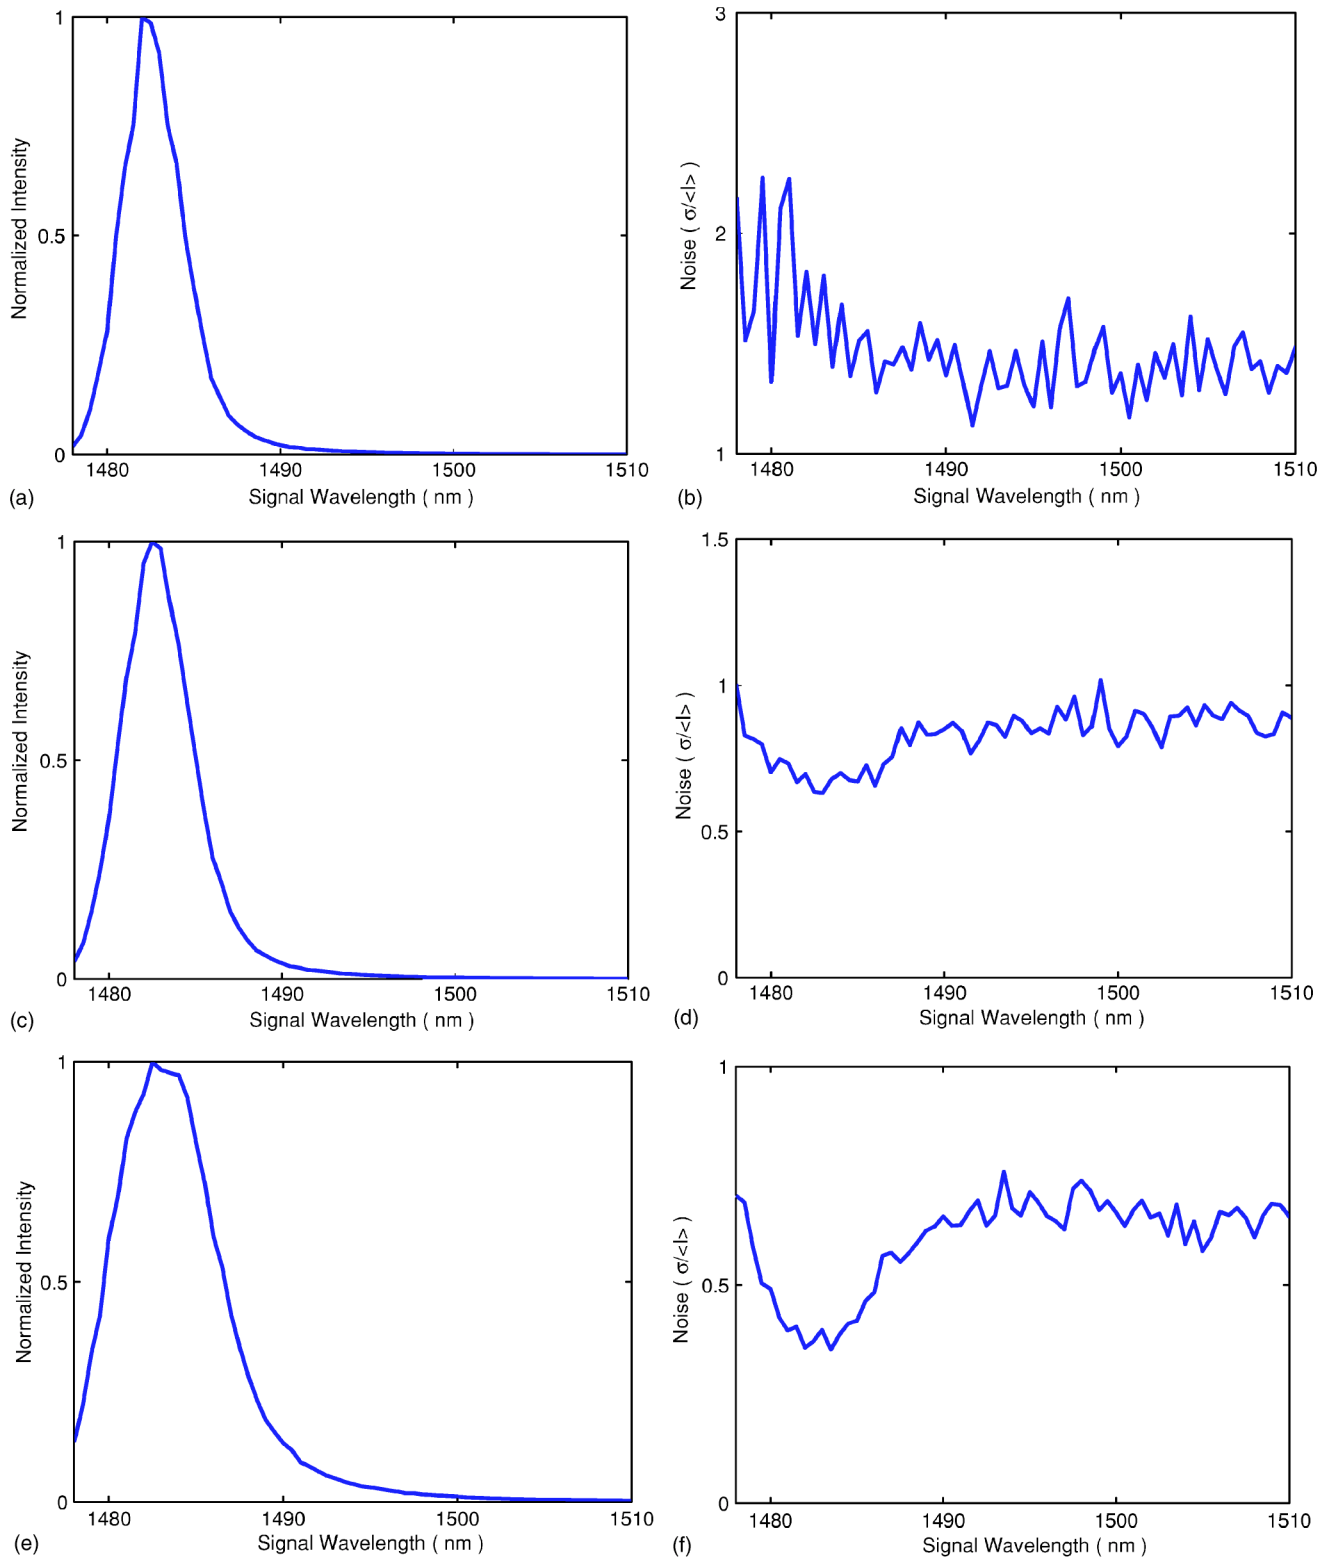 1
0.5
0
1480 1490 1500 1510
Normalized Intensity
Signal Wavelength ( nm )
(a)
3
2
1
1480 1490 1500 1510
Noise ( σ/<I> )
Signal Wavelength ( nm )
(b)
1
0.5
0
1480 1490 1500 1510
Normalized Intensity
Signal Wavelength ( nm )
(c)
1.5
1
0.5
0
1480 1490 1500 1510
Noise ( σ/<I> )
Signal Wavelength ( nm )
(d)
1
0.5
0
1480 1490 1500 1510
Normalized Intensity
Signal Wavelength ( nm )
(e)
1
0.5
0
1480 1490 1500 1510
Noise ( σ/<I> )
Signal Wavelength ( nm )
(f)